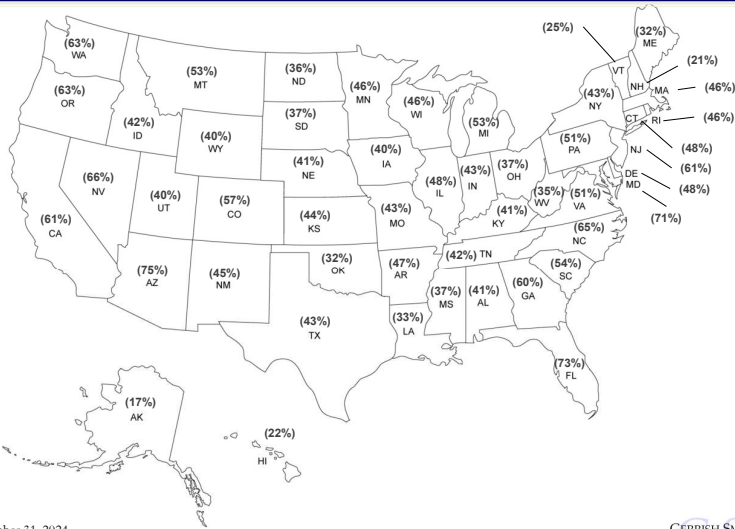 (63%)
WA
(63%)
OR
(42%)
ID
(53%)
MT
(36%)
ND
(37%)
SD
(46%)
MN
(46%)
WI
(53%)
MI
(40%)
WY
(41%)
NE
(40%)
IA
(66%)
NV
(40%)
UT
(57%)
CO
(61%)
CA
(75%)
AZ
(45%)
NM
(44%)
KS
(32%)
OK
(43%)
TX
(43%)
MO
(47%)
AR
(33%)
LA
(48%)
IL
(43%)
IN
(37%)
OH
(41%)
KY
(42%) TN
(37%)
MS
(41%)
AL
(60%)
GA
(73%)
FL
(54%)
SC
(65%)
NC
(51%)
VA
(35%)
WV
(51%)
PA
(43%)
NY
(25%)
VT
(32%)
ME
(21%)
NH
MA
(46%)
CT
RI
(46%)
(48%)
NJ
(61%)
DE
(48%)
MD
(71%)
(17%)
AK
(22%)
HI
31, 2024